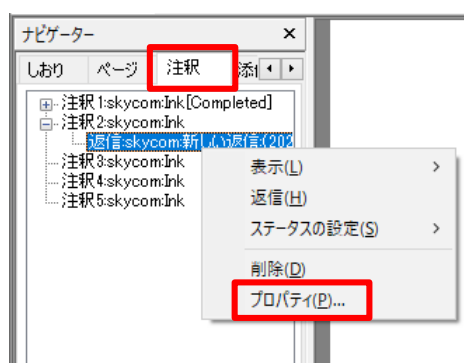 ナビゲーター
しおり ページ 注釈 添
注釈1:skycom:Ink[Completed]
注釈2:skycom:Ink
返信:skycom:新しい返信:(202
注釈3:skycom:Ink
注釈4:skycom:Ink
注釈5:skycom:Ink
表示(L)
返信(H)
ステータスの設定(S)
削除(D)
プロパティ(P)...